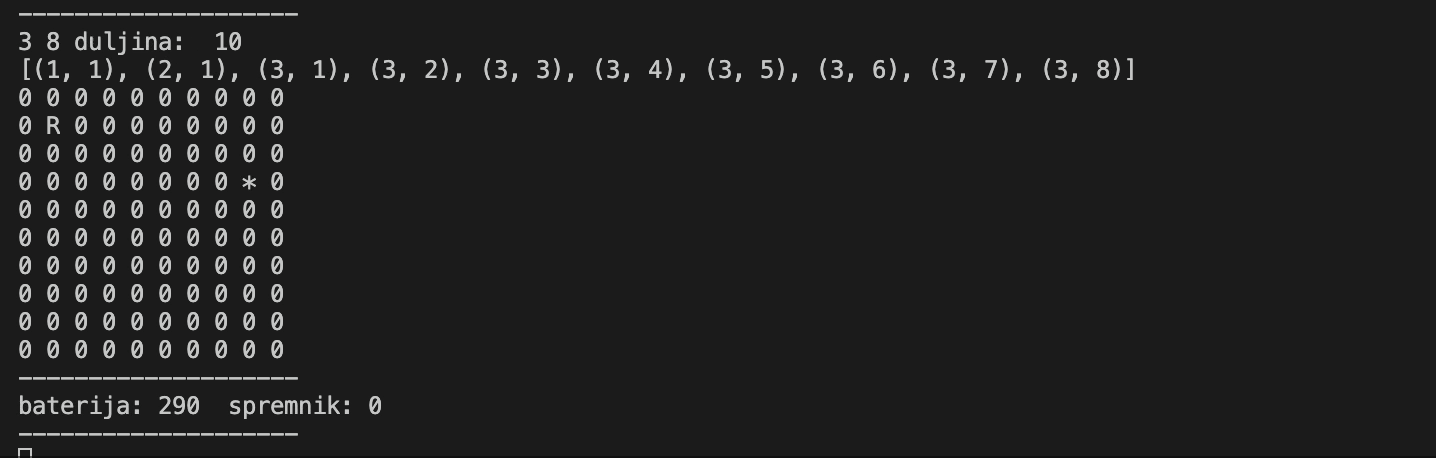 --------------------
3 8 duljina:  10
[(1, 1), (2, 1), (3, 1), (3, 2), (3, 3), (3, 4), (3, 5), (3, 6), (3, 7), (3, 8)]
0 0 0 0 0 0 0 0 0 0
0 R 0 0 0 0 0 0 0 0
0 0 0 0 0 0 0 0 0 0
0 0 0 0 0 0 0 0 * 0
0 0 0 0 0 0 0 0 0 0
0 0 0 0 0 0 0 0 0 0
0 0 0 0 0 0 0 0 0 0
0 0 0 0 0 0 0 0 0 0
0 0 0 0 0 0 0 0 0 0
0 0 0 0 0 0 0 0 0 0
--------------------
baterija: 290  spremnik: 0
--------------------